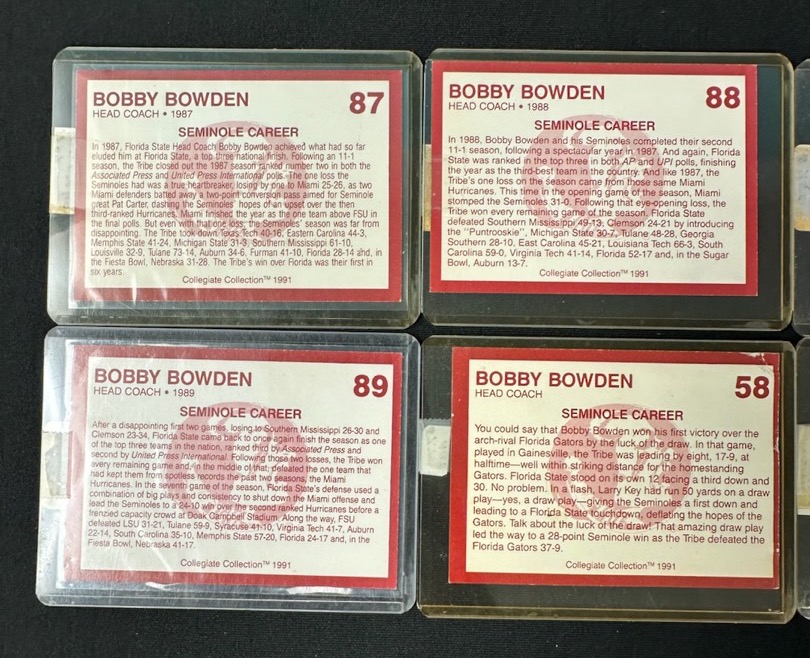 BOBBY BOWDEN 87
HEAD COACH • 1987
SEMINOLE CAREER
In 1987, Florida State Head Coach Bobby Bowden achieved what had so far
eluded him at Florida State, a top three national finish. Following an 11-1
season, the Tribe closed out the 1987 season ranked number two in both the
Associated Press and United Press International polls. The one loss the
Seminoles had was a true heartbreaker, losing to Miami 25-26, as two
Miami defenders batted away a two-point conversion pass aimed for Seminole
great Pat Carter, dashing the Seminoles' hopes of an upset over the then
third-ranked Hurricanes. Miami finished the year as the one team above FSU in
the final polls. But even with that one loss, the Seminoles' season was far from
disappointing. The Tribe took down Texas Tech 40-16, Eastern Carolina 44-3,
Memphis State 41-24, Michigan State 31-3, Southern Mississippi 61-10,
Louisville 32-9, Tulane 73-14, Auburn 34-6, Furman 41-10, Florida 28-14 and, in
the Fiesta Bowl, Nebraska 31-28. The Tribe's win over Florida was their first in
six years.
Collegiate Collection™ 1991
BOBBY BOWDEN 88
HEAD COACH • 1988
SEMINOLE CAREER
In 1988, Bobby Bowden and his Seminoles completed their second
11-1 season, following a spectacular year in 1987. And again, Florida
State was ranked in the top three in both AP and UPI polls, finishing
the year as the third best team in the country. And like 1987, the
Tribe's one loss on the season came from those same Miami
Hurricanes. This time in the opening game of the season, Miami
stomped the Seminoles 31-0. Following that eye opening loss, the
Tribe won every remaining game of the season. Florida State
defeated Southern Mississippi 49-13, Clemson 24-21 by introducing
the "Puntrooskie", Michigan State 30-7, Tulane 48-28, Georgia
Southern 28-10, East Carolina 45-21, Louisiana Tech 66-3, South
Carolina 59-0, Virginia Tech 41-14, Florida 52-17 and, in the Sugar
Bowl, Auburn 13-7.
Collegiate Collection™ 1991
BOBBY BOWDEN 89
HEAD COACH • 1989
SEMINOLE CAREER
After a disappointing first two games, losing to Southern Mississippi 26-30 and
Clemson 23-34, Florida State came back to once again finish the season as one
of the top three teams in the nation, ranked third by Associated Press and
second by United Press International. Following those two losses, the Tribe won
every remaining game and in the middle of it all met the one team that
had kept them from spotless records the past two years, the Miami
Hurricanes. In the seventh game of the season, Florida State's defense used a
combination of big plays and consistency to shut down the Miami offense and
lead the Seminoles to a 24-10 win over the ranked Hurricanes before a
frenzied capacity crowd at Doak Campbell Stadium. Along the way, FSU
defeated LSU 31-21, Tulane 59-9, Syracuse 41-10, Virginia Tech 41-7, Auburn
22-14, South Carolina 35-10, Memphis State 57-20, Florida 24-17 and, in the
Fiesta Bowl, Nebraska 41-17.
Collegiate Collection™ 1991
BOBBY BOWDEN 58
HEAD COACH
SEMINOLE CAREER
You could say that Bobby Bowden won his first victory over the
arch-rival Florida Gators by the luck of the draw. In that game,
played in Gainesville, the Tribe was leading by eight, 17-9, at
halftime—well within striking distance for the homestanding
Gators. Florida State stood on its own 12 facing a third down and
30. No problem. In a flash, Larry Key had run 50 yards on a draw
play—yes, a draw play—giving the Seminoles a first down and
leading to a Florida State touchdown, deflating the hopes of the
Gators. Talk about the luck of the draw! That amazing draw play
led the way to a 28-point Seminole win as the Tribe defeated the
Florida Gators 37-9.
Collegiate Collection™ 1991